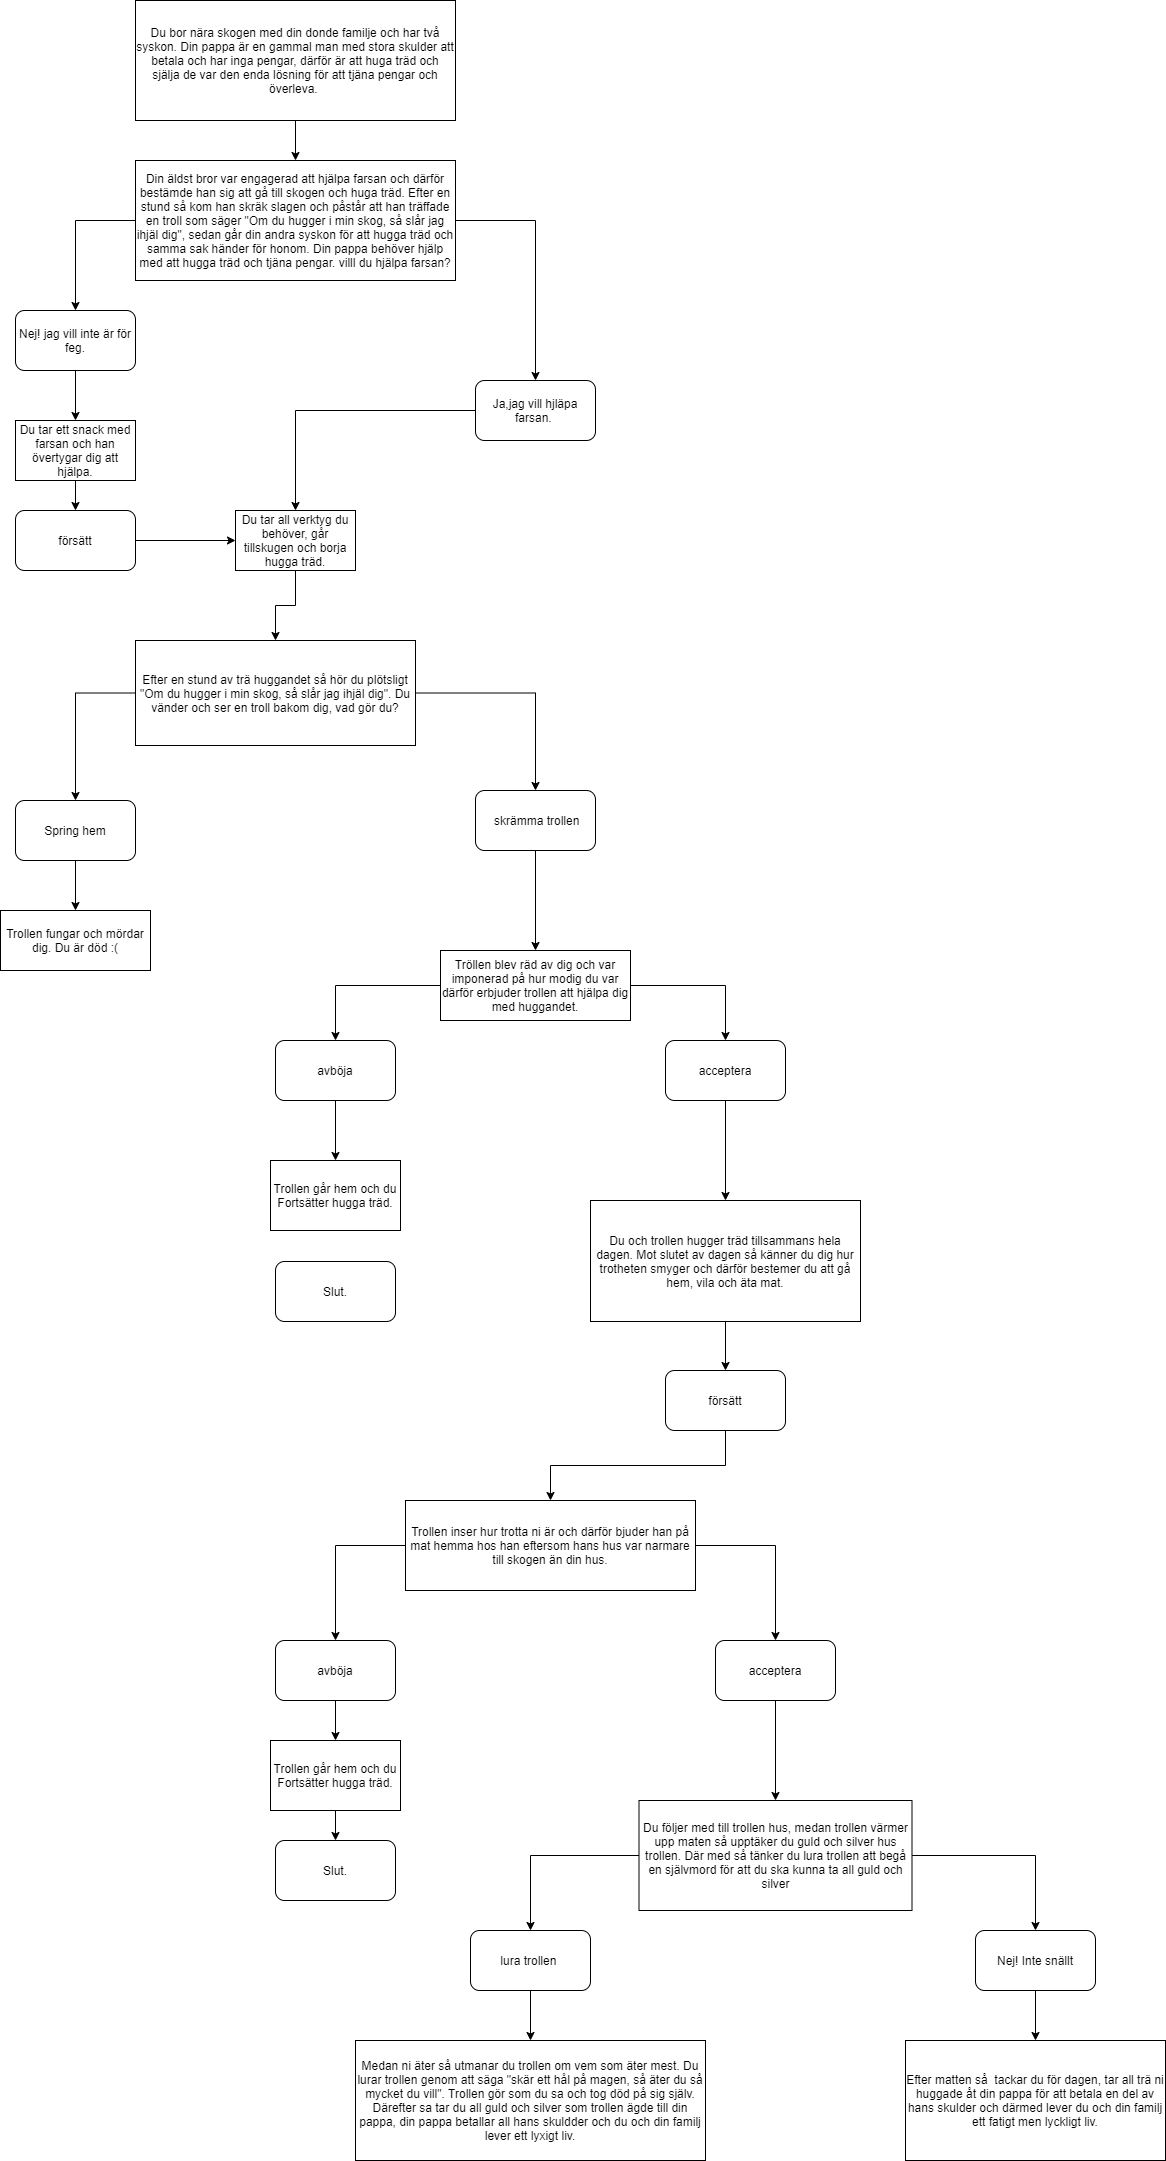 Du bor nära skogen med din donde familje och har två
syskon. Din pappa är en gammal man med stora skulder att
betala och har inga pengar, därför är att huga träd och
själja de var den enda lösning för att tjäna pengar och
överleva.
Din äldst bror var engagerad att hjälpa farsan och därför
bestämde han sig att gå till skogen och huga träd. Efter en
stund så kom han skräk slagen och påstår att han träffade
en troll som säger "Om du hugger i min skog, så slår jag
ihjäl dig", sedan går din andra syskon för att hugga träd och
samma sak händer för honom. Din pappa behöver hjälp
med att hugga träd och tjäna pengar. villl du hjälpa farsan?
Nej! jag vill inte är för
feg.
Ja,jag vill hjläpa
farsan.
Du tar ett snack med
farsan och han
övertygar dig att
hjälpa.
försätt
Du tar all verktyg du
behöver, går
tillskugen och borja
hugga träd.
Efter en stund av trä huggandet så hör du plötsligt
"Om du hugger i min skog, så slår jag ihjäl dig". Du
vänder och ser en troll bakom dig, vad gör du?
Spring hem
skrämma trollen
Trollen fungar och mördar
dig. Du är död :(
Tröllen blev räd av dig och var
imponerad på hur modig du var
därför erbjuder trollen att hjälpa dig
med huggandet.
avböja
acceptera
Trollen går hem och du
Fortsätter hugga träd.
Slut.
Du och trollen hugger träd tillsammans hela
dagen. Mot slutet av dagen så känner du dig hur
trotheten smyger och därför bestemer du att gå
hem, vila och äta mat.
försätt
Trollen inser hur trotta ni är och därför bjuder han på
mat hemma hos han eftersom hans hus var narmare
till skogen än din hus.
avböja
acceptera
Trollen går hem och du
Fortsätter hugga träd.
Slut.
Du följer med till trollen hus, medan trollen värmer
upp maten så upptäker du guld och silver hus
trollen. Där med så tänker du lura trollen att begå
en självmord för att du ska kunna ta all guld och
silver
lura trollen
Nej! Inte snällt
Medan ni äter så utmanar du trollen om vem som äter mest. Du
lurar trollen genom att säga "skär ett hål på magen, så äter du så
mycket du vill". Trollen gör som du sa och tog död på sig själv.
Därefter sa tar du all guld och silver som trollen ägde till din
pappa, din pappa betallar all hans skuldder och du och din familj
lever ett lyxigt liv.
Efter matten så  tackar du för dagen, tar all trä ni
huggade åt din pappa för att betala en del av
hans skulder och därmed lever du och din familj
ett fatigt men lyckligt liv.